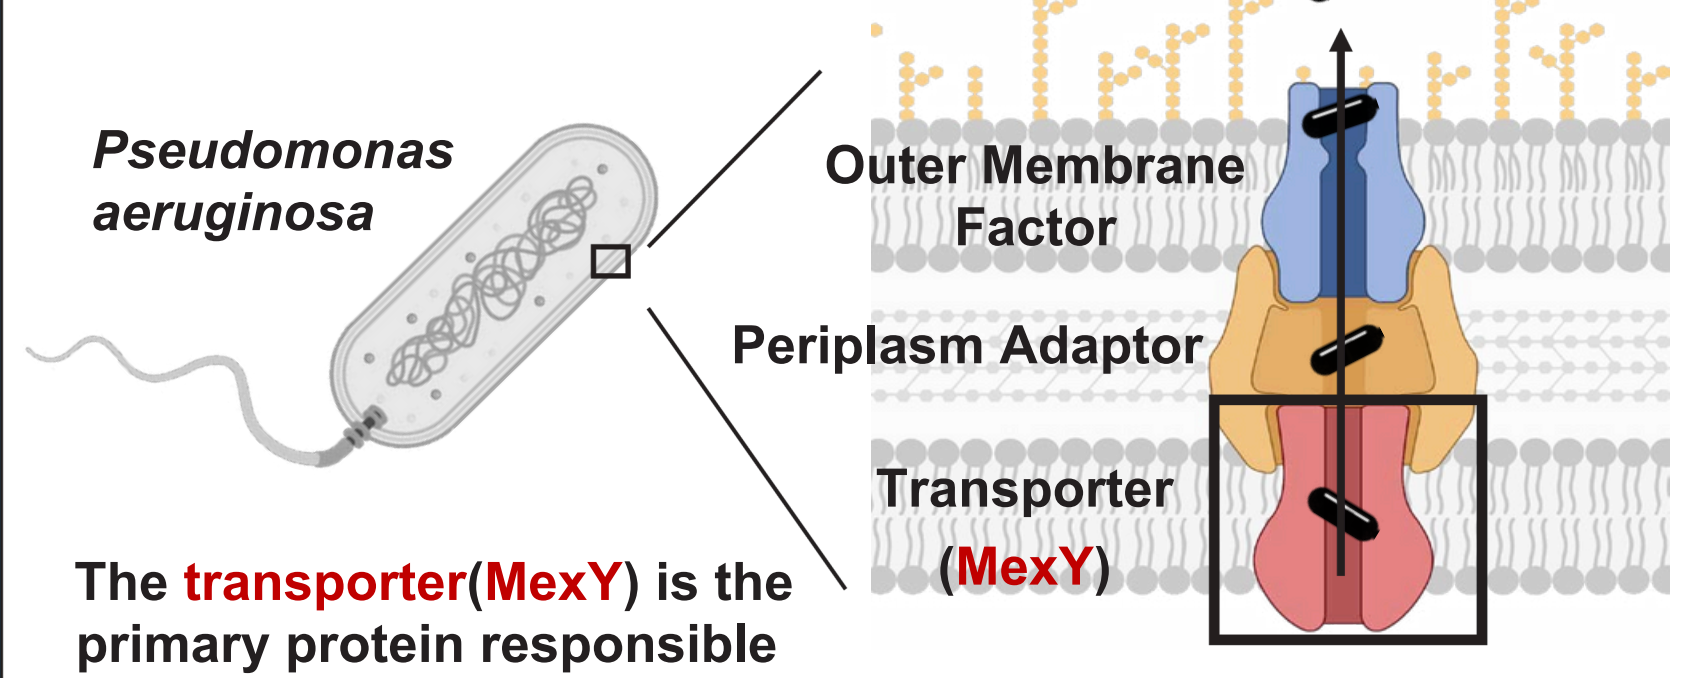 Pseudomonas
aeruginosa
Outer Membrane
Factor
Periplasm Adaptor
Transporter
(MexY)
The transporter(MexY) is the
primary protein responsible